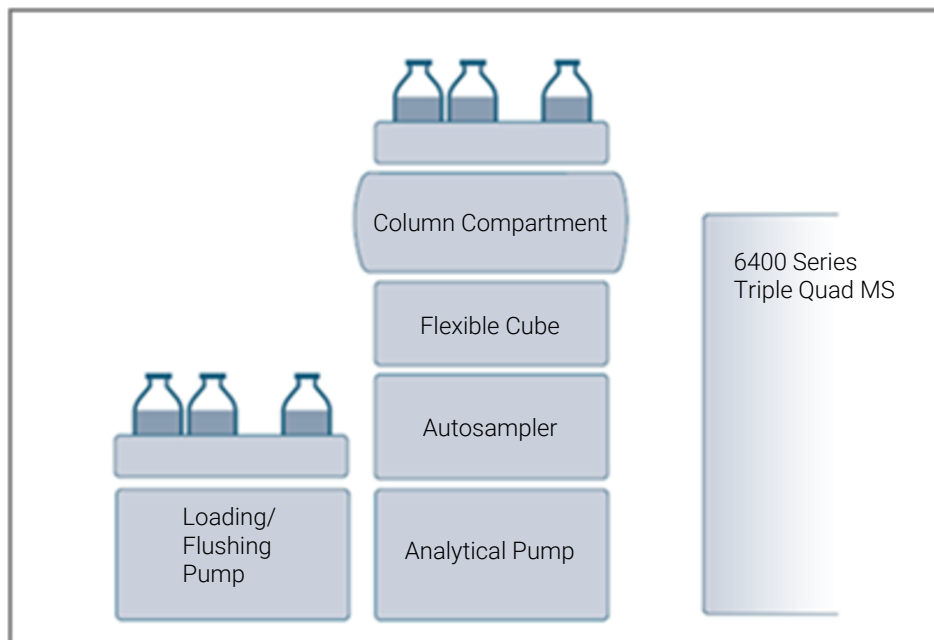 Column Compartment
6400 Series
Triple Quad MS
Flexible Cube
Autosampler
Loading/
Flushing
Pump
Analytical Pump